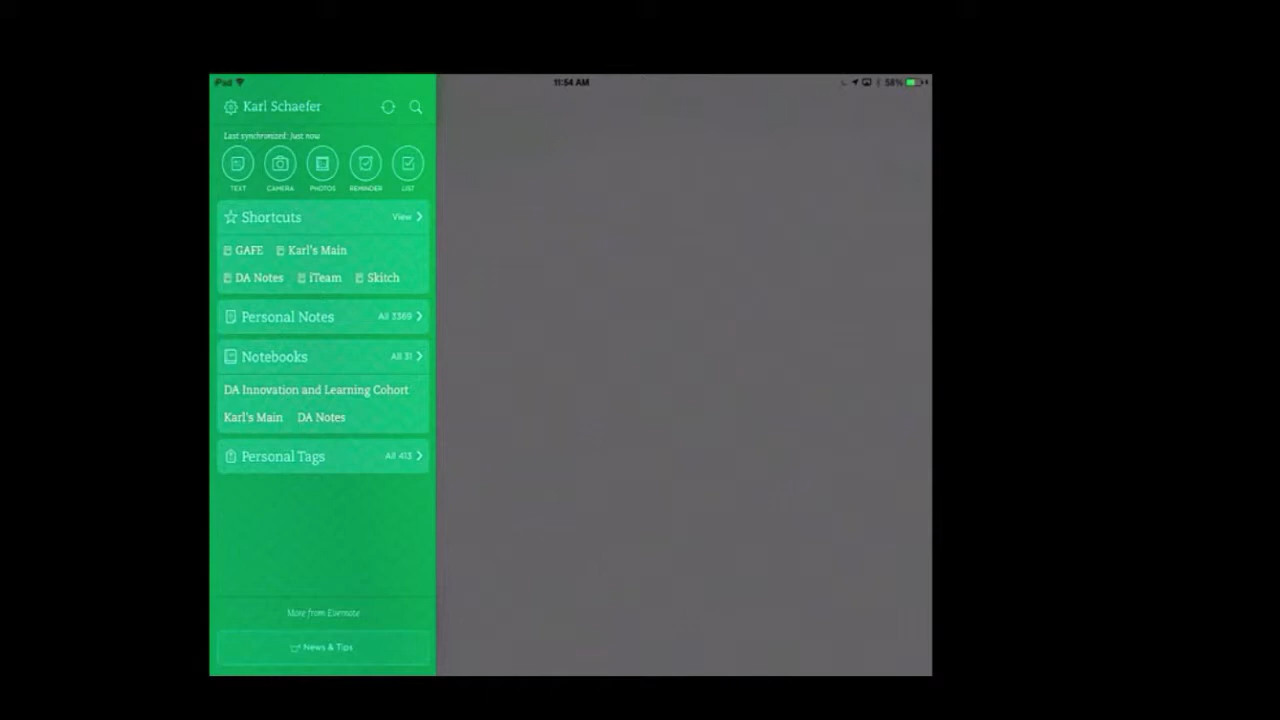 iPad 11:54 AM 58%
Karl Schaefer
Last synchronized: Just now
TEXT CAMERA PHOTOS REMINDER LIST
Shortcuts View
GAFE Karl's Main
DA Notes iTeam Skitch
Personal Notes All 3369
Notebooks All 31
DA Innovation and Learning Cohort
Karl's Main DA Notes
Personal Tags All 413
More from Evernote
News & Tips